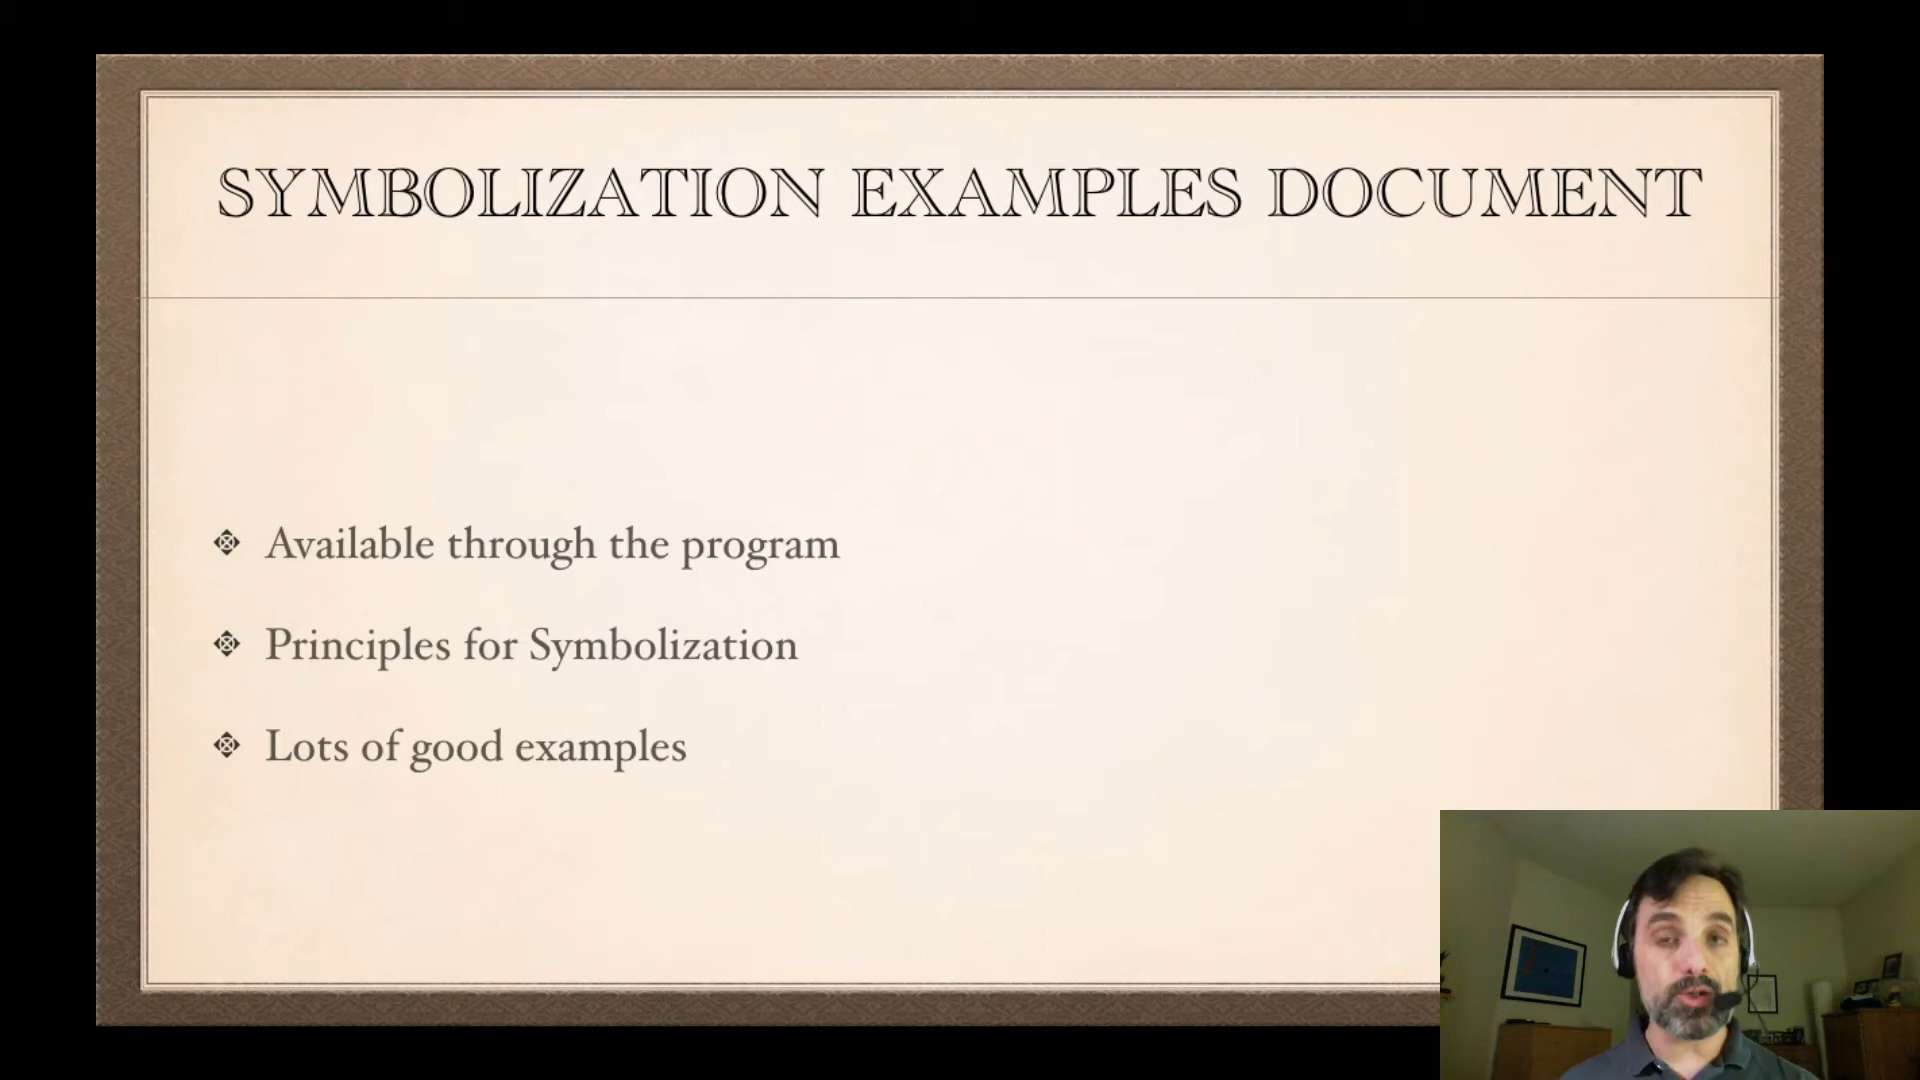 SYMBOLIZATION EXAMPLES DOCUMENT
Available through the program
Principles for Symbolization
Lots of good examples